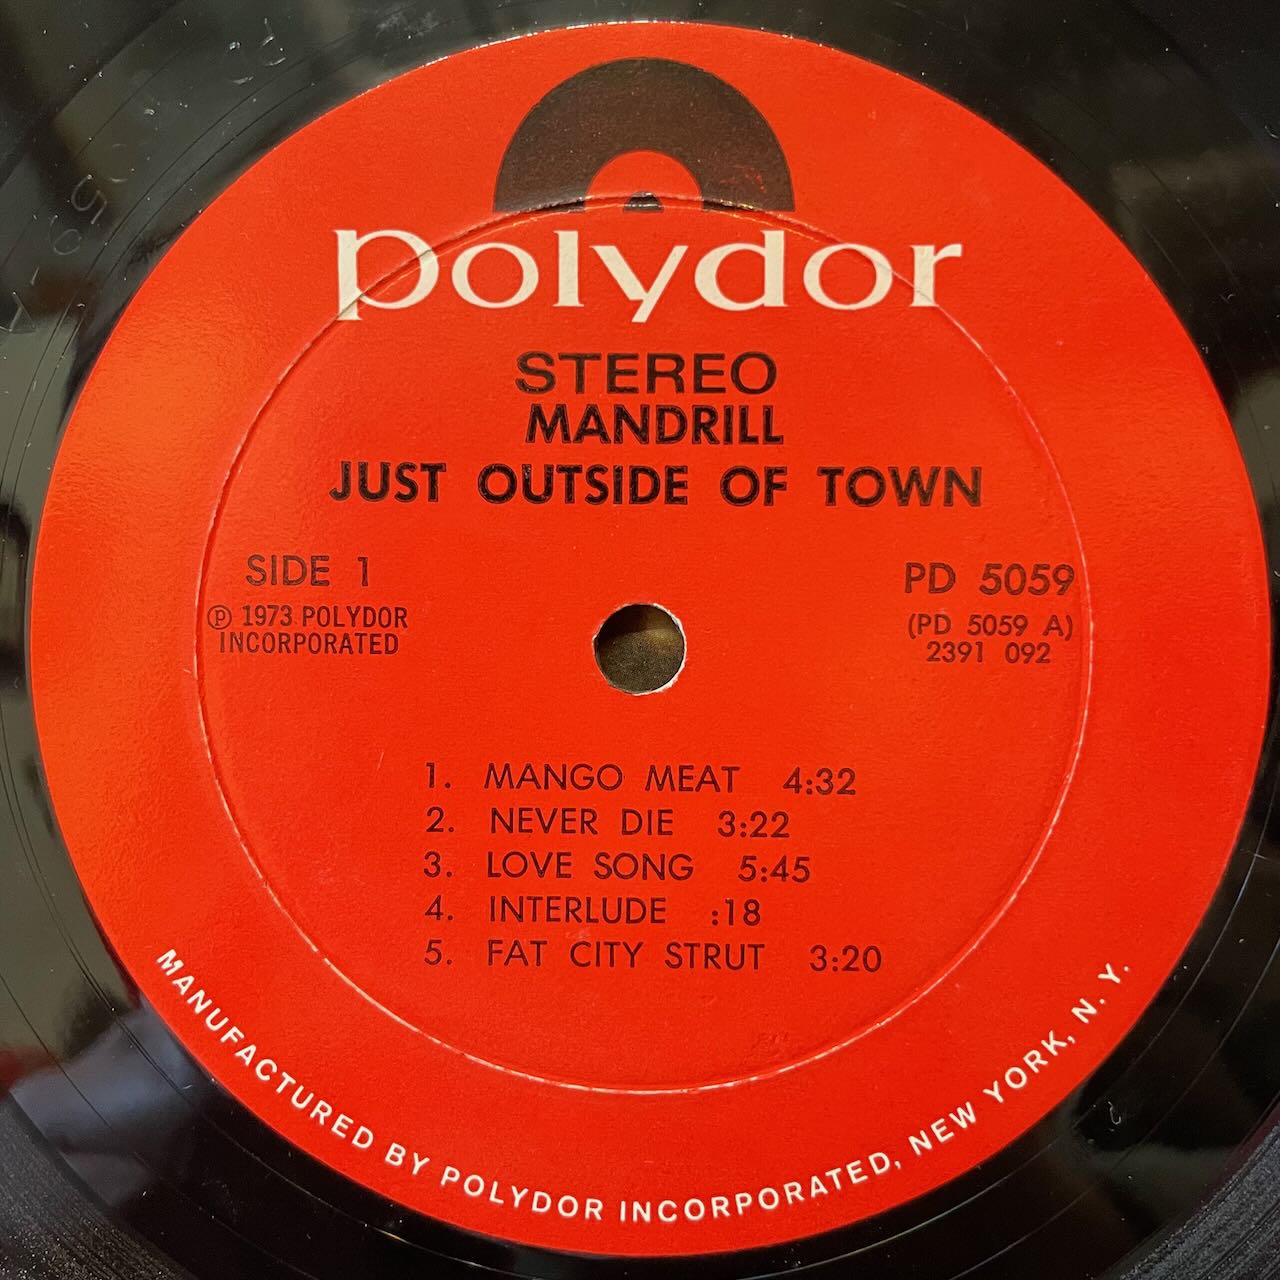 polydor
STEREO
MANDRILL
JUST OUTSIDE OF TOWN
SIDE 1
℗ 1973 POLYDOR
INCORPORATED
PD 5059
(PD 5059 A)
2391 092
1. MANGO MEAT 4:32
2. NEVER DIE 3:22
3. LOVE SONG 5:45
4. INTERLUDE :18
5. FAT CITY STRUT 3:20
MANUFACTURED BY POLYDOR INCORPORATED, NEW YORK, N. Y.